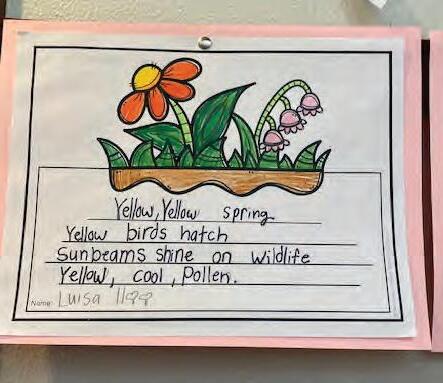 Yellow, Yellow spring
Yellow birds hatch
Sunbeams shine on wildlife
Yellow, cool, Pollen.
Name: Luisa